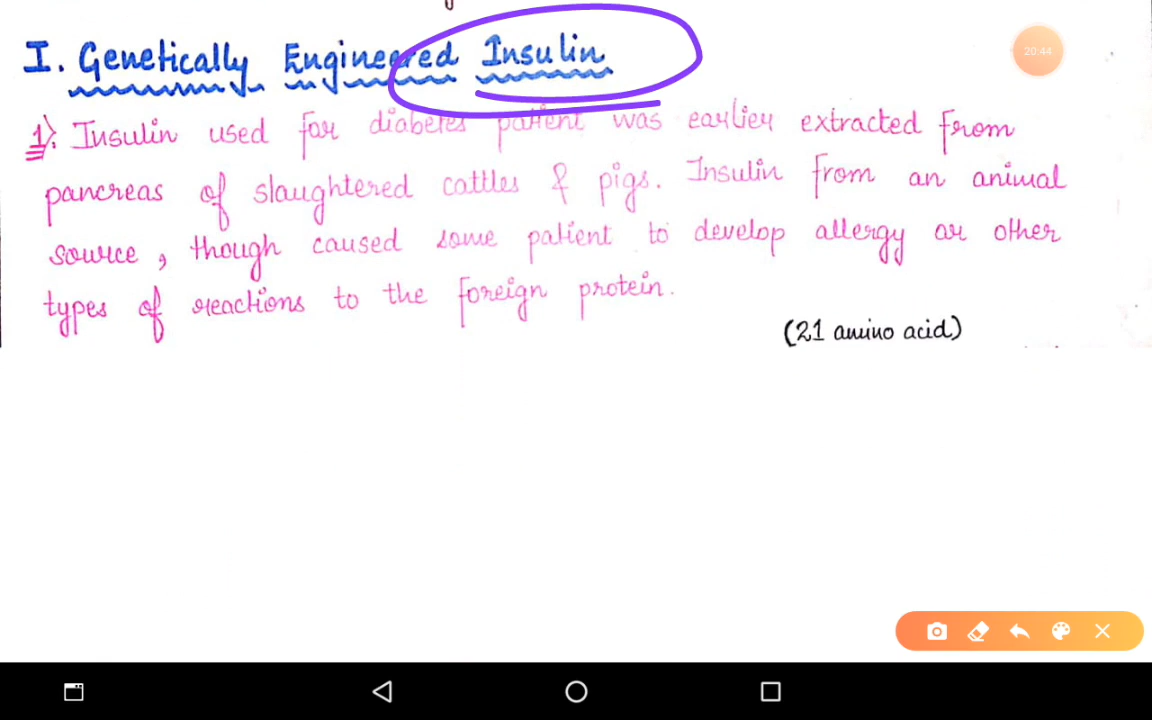 I. Genetically Engineered Insulin
20:44
1). Insulin used for diabetes patient was earlier extracted from
pancreas of slaughtered cattles & pigs. Insulin from an animal
source, though caused some patient to develop allergy or other
types of reactions to the foreign protein.
(21 amino acid)